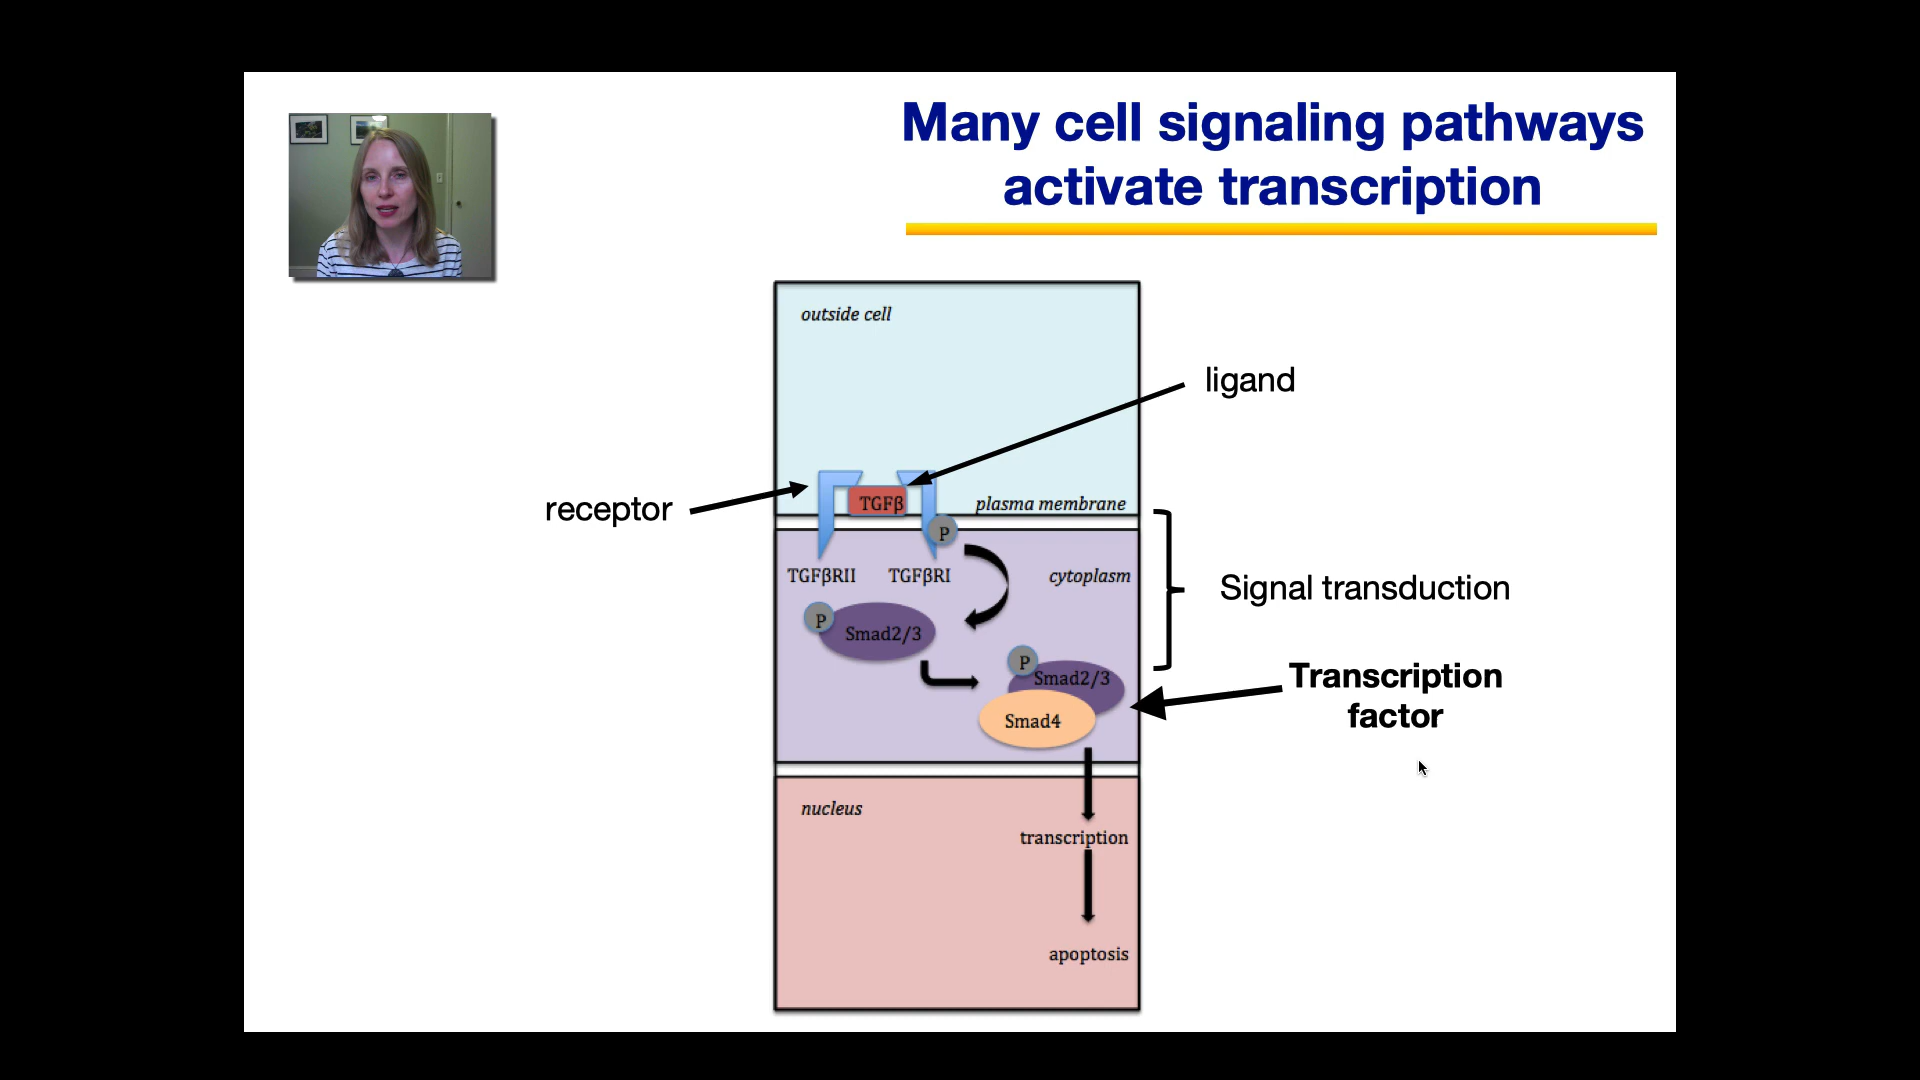 Many cell signaling pathways
activate transcription
outside cell
ligand
receptor
TGFβ
plasma membrane
P
TGFβRII
TGFβRI
cytoplasm
Signal transduction
P
Smad2/3
P
Smad2/3
Smad4
Transcription
factor
nucleus
transcription
apoptosis